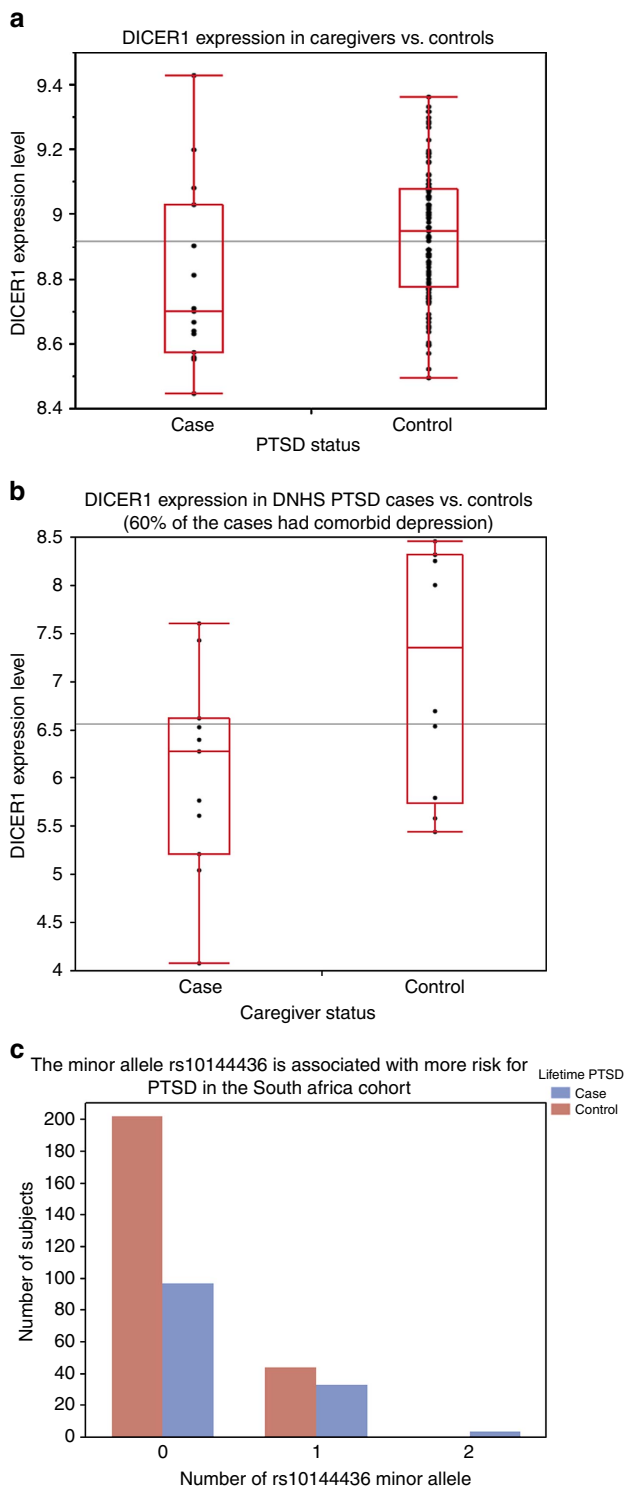 a
DICER1 expression in caregivers vs. controls
DICER1 expression level
9.4
9.2
9
8.8
8.6
8.4
Case
Control
PTSD status
b
DICER1 expression in DNHS PTSD cases vs. controls
(60% of the cases had comorbid depression)
DICER1 expression level
8.5
8
7.5
7
6.5
6
5.5
5
4.5
4
Case
Control
Caregiver status
c
The minor allele rs10144436 is associated with more risk for
PTSD in the South africa cohort
Lifetime PTSD
Case
Control
Number of subjects
200
180
160
140
120
100
80
60
40
20
0
0
1
2
Number of rs10144436 minor allele